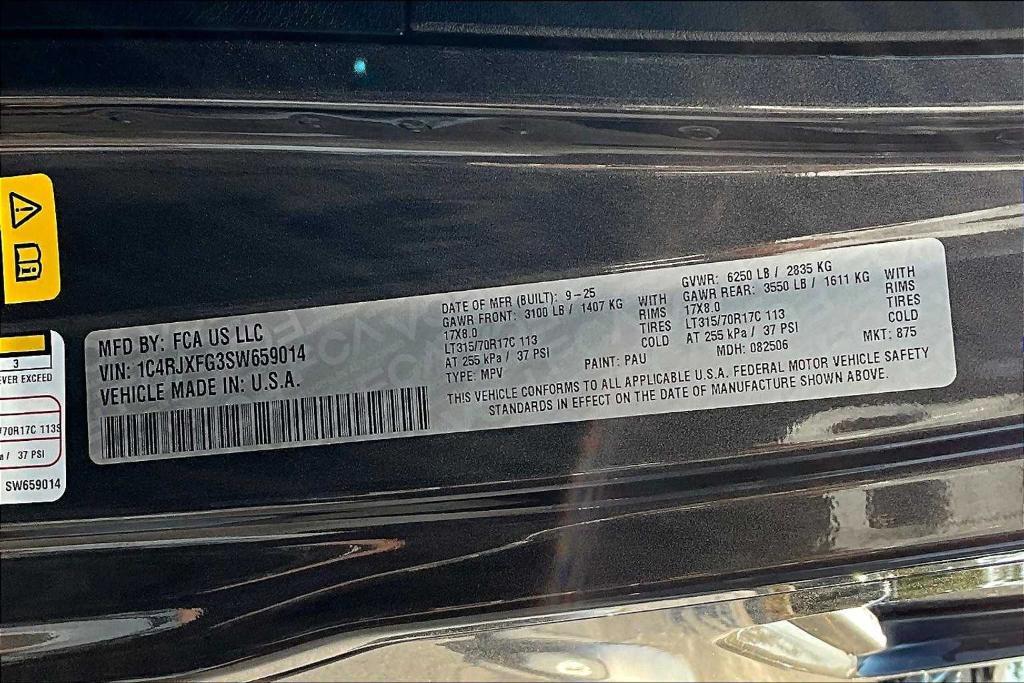 MFD BY: FCA US LLC
VIN: 1C4RJXFG3SW659014
VEHICLE MADE IN: U.S.A.
DATE OF MFR (BUILT): 9-25
GAWR FRONT: 3100 LB / 1407 KG WITH
17X8.0 RIMS
LT315/70R17C 113 TIRES
AT 255 kPa / 37 PSI COLD
TYPE: MPV PAINT: PAU
GVWR: 6250 LB / 2835 KG
GAWR REAR: 3550 LB / 1611 KG WITH
17X8.0 RIMS
LT315/70R17C 113 TIRES
AT 255 kPa / 37 PSI COLD
MDH: 082506 MKT: 875
THIS VEHICLE CONFORMS TO ALL APPLICABLE U.S.A. FEDERAL MOTOR VEHICLE SAFETY
STANDARDS IN EFFECT ON THE DATE OF MANUFACTURE SHOWN ABOVE.
3
EVER EXCEED
/70R17C 113S
a / 37 PSI
SW659014